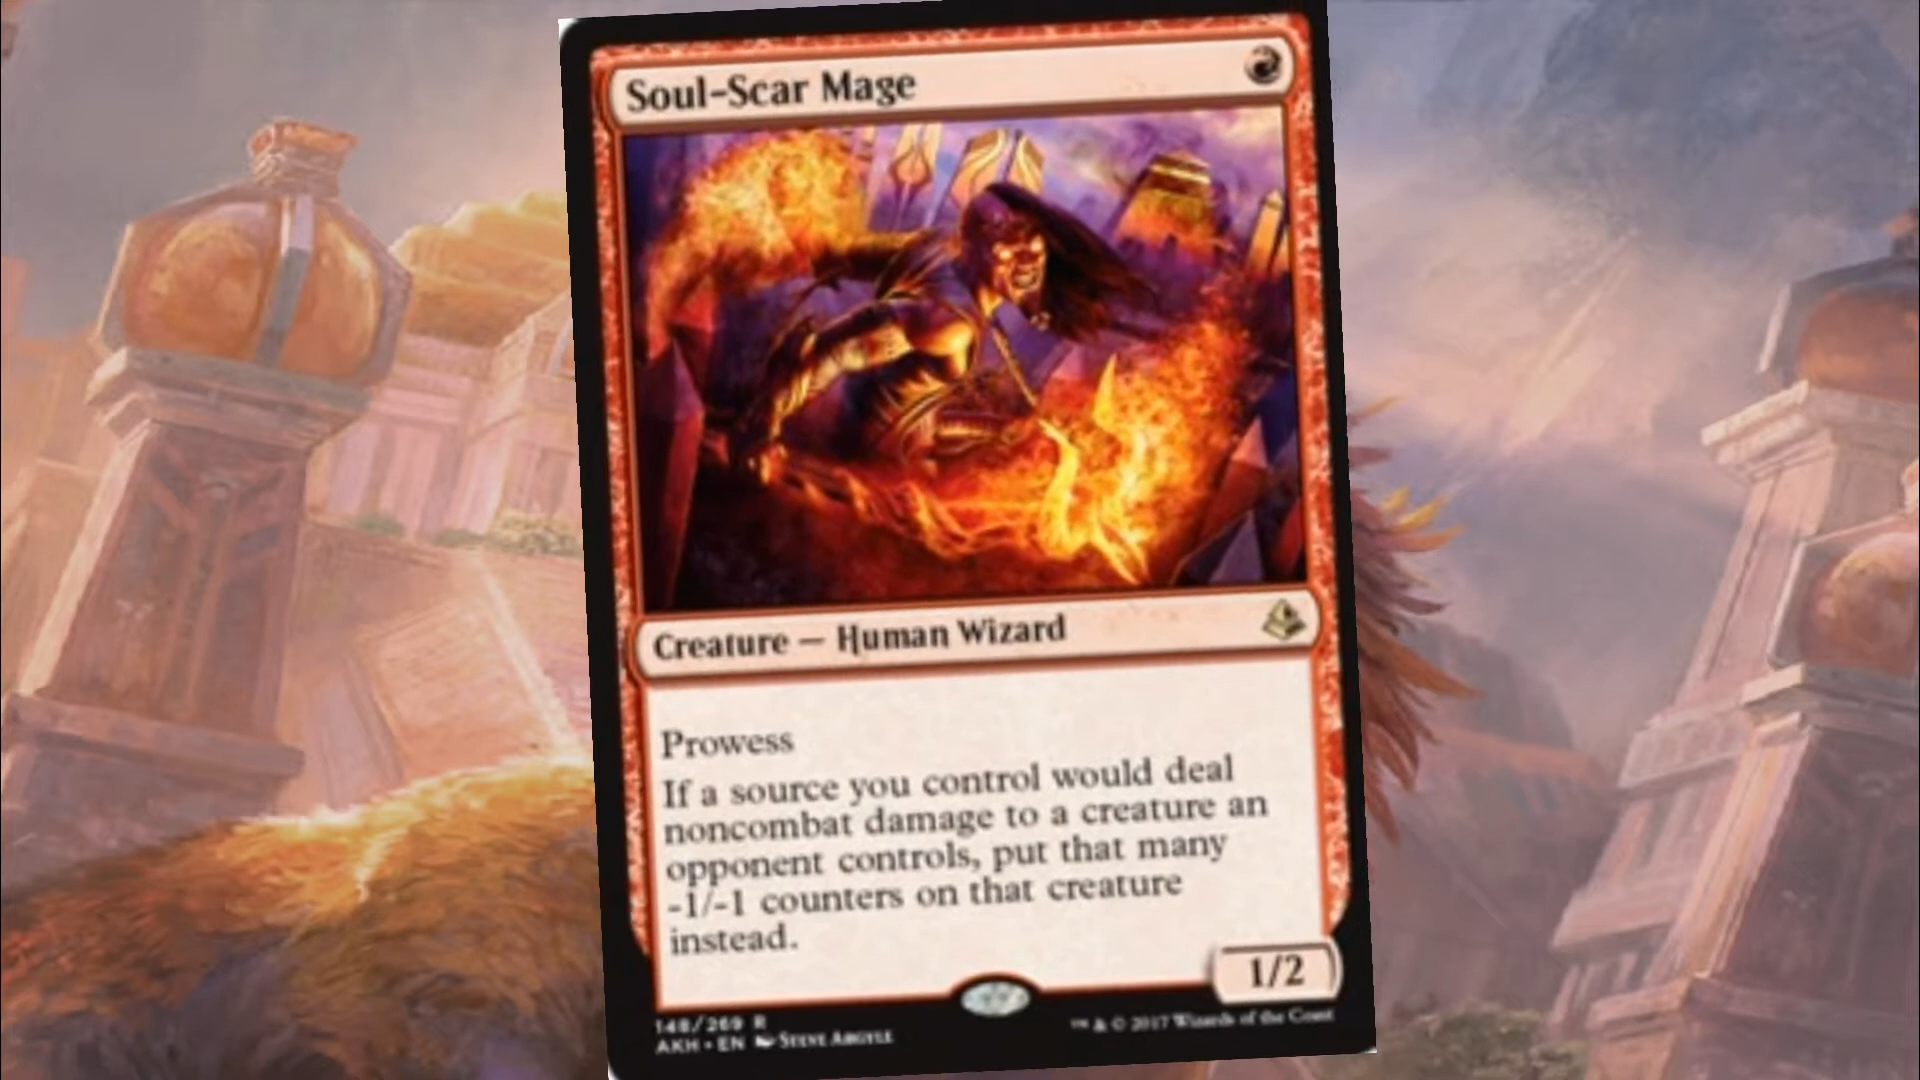 Soul-Scar Mage
Creature — Human Wizard
Prowess
If a source you control would deal
noncombat damage to a creature an
opponent controls, put that many
-1/-1 counters on that creature
instead.
1/2
148/269 R
AKH • EN Steve Argyle
™ & © 2017 Wizards of the Coast